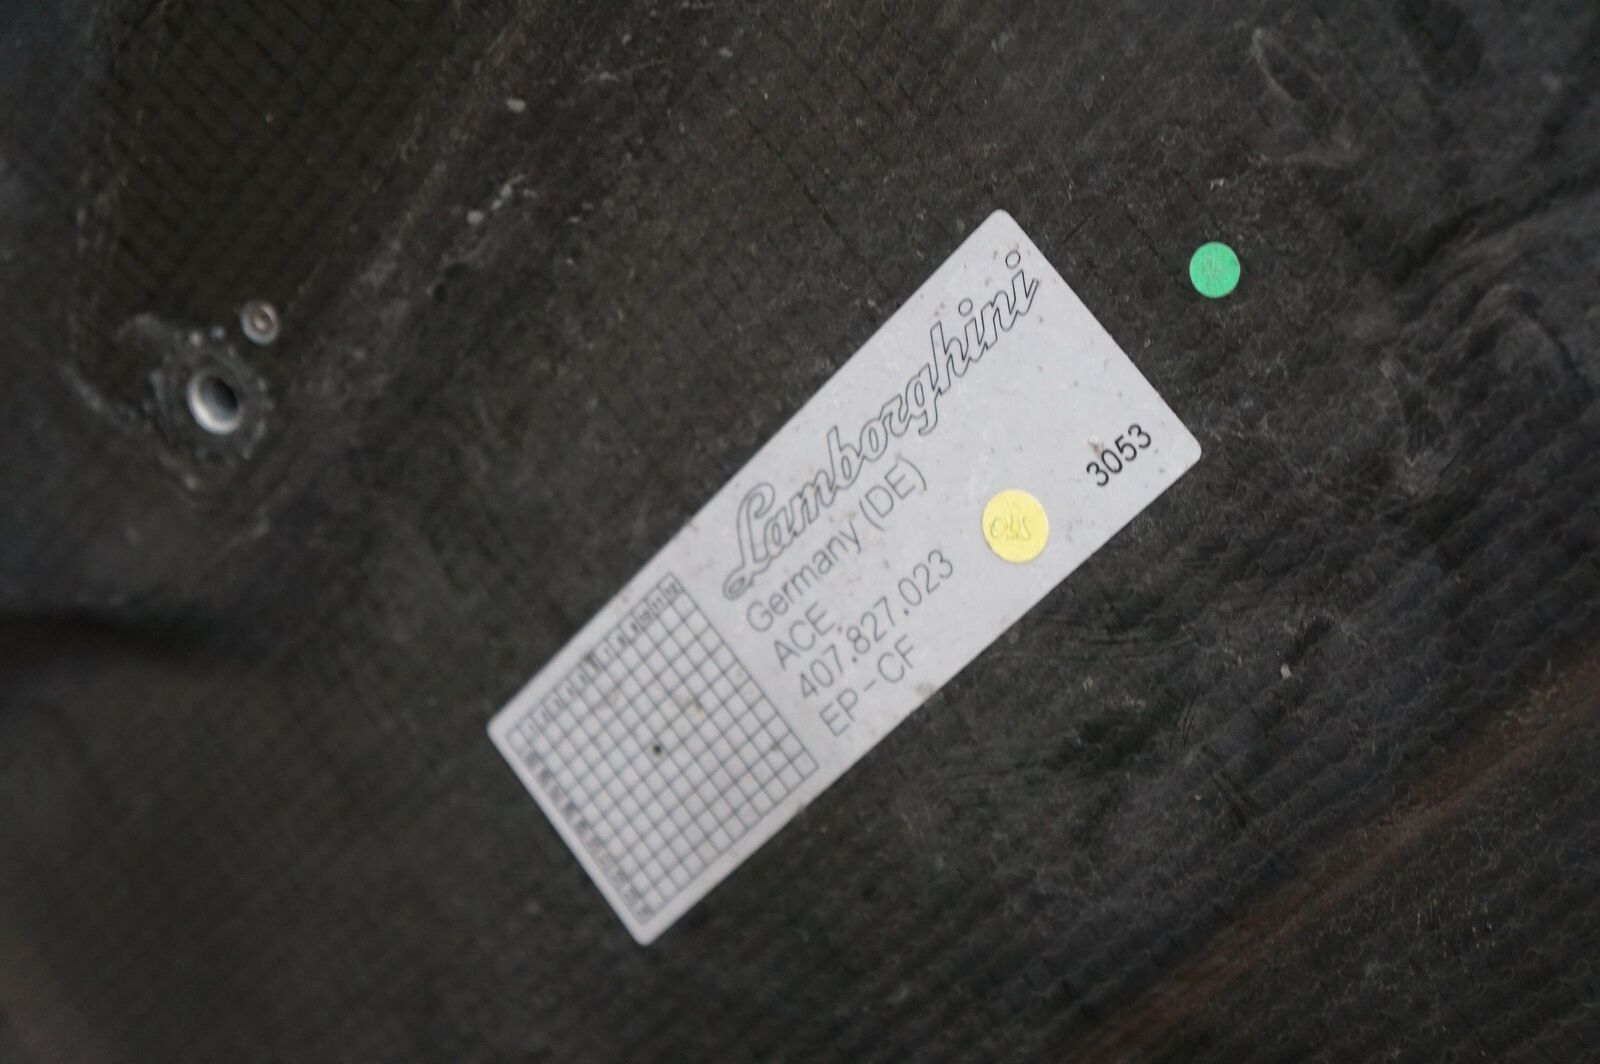 Lamborghini
Germany (DE)
ACE
407.827.023
EP-CF
3053